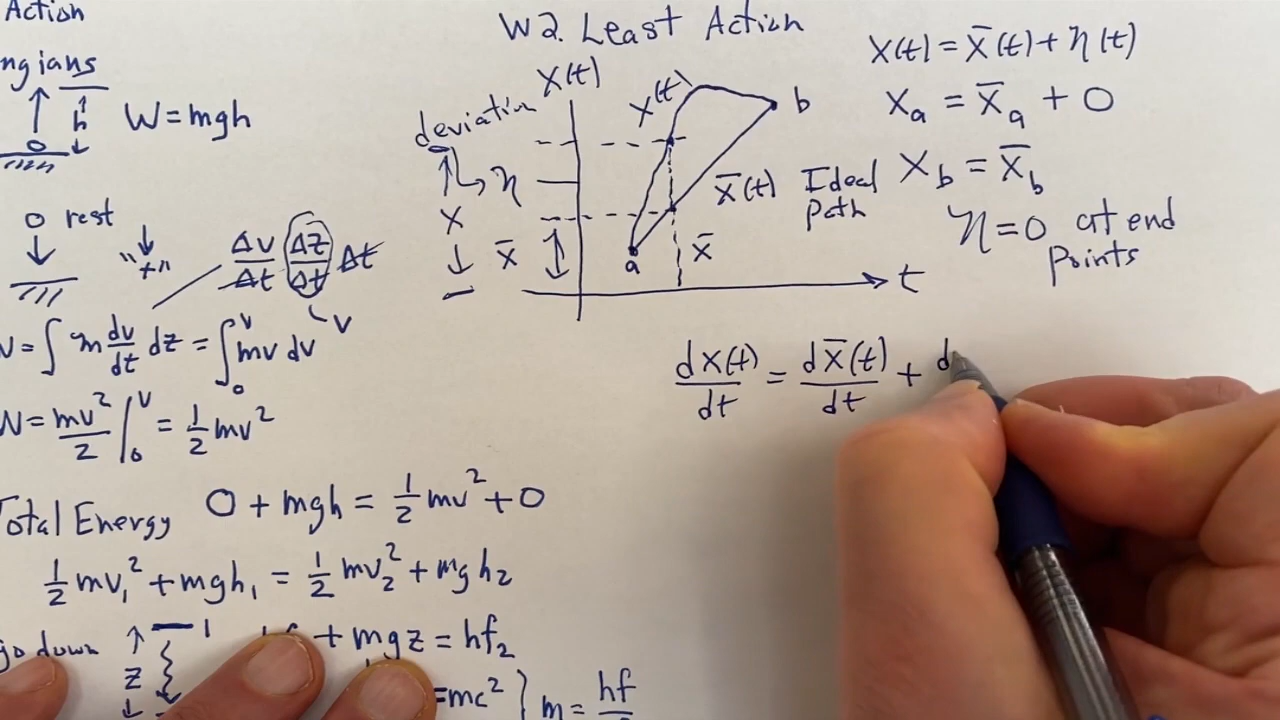 Action
ngians
h
W=mgh
0 rest
"+"
Δv/Δt Δz/Δt Δt
v
W=∫ m dv/dt dz = ∫₀ᵛ mv dv
W = mv²/2 |₀ᵛ = ½mv²
Total Energy 0 + mgh = ½mv² + 0
½mv₁² + mgh₁ = ½mv₂² + mgh₂
go down
z
1
+ mgz = hf₂
=mc² } m = hf
W2. Least Action
X(t)
deviation
η
X
x̄
X(t)
b
x̄(t) Ideal Path
a
x̄
t
X(t) = x̄(t) + η(t)
Xₐ = x̄ₐ + 0
X_b = x̄_b
η=0 at end
points
dX(t)/dt = dx̄(t)/dt + d